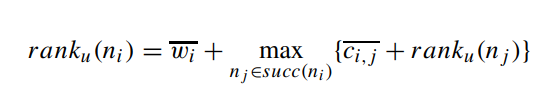 $rank_u(n_i) = \overline{w_i} + \max_{n_j \in succ(n_i)} \{\overline{c_{i,j}} + rank_u(n_j)\}$